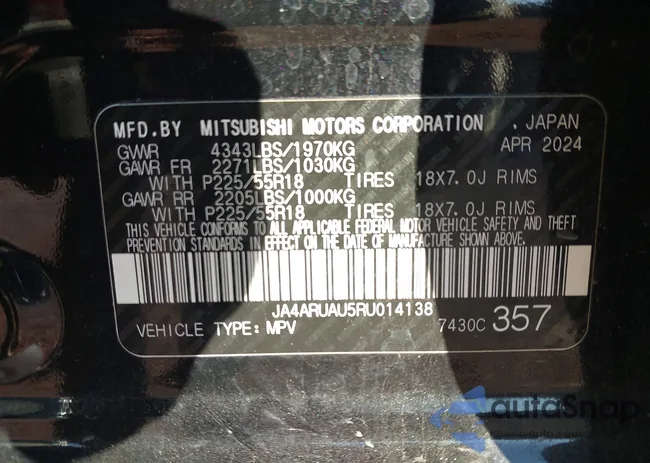 MFD.BY MITSUBISHI MOTORS CORPORATION , JAPAN
GVWR 4343LBS/1970KG APR 2024
GAWR FR 2271LBS/1030KG
WITH P225/55R18 TIRES 18X7.0J RIMS
GAWR RR 2205LBS/1000KG
WITH P225/55R18 TIRES 18X7.0J RIMS
THIS VEHICLE CONFORMS TO ALL APPLICABLE FEDERAL MOTOR VEHICLE SAFETY AND THEFT
PREVENTION STANDARDS IN EFFECT ON THE DATE OF MANUFACTURE SHOWN ABOVE.
JA4ARUAU5RU014138
VEHICLE TYPE: MPV 7430C 357
autoSnap